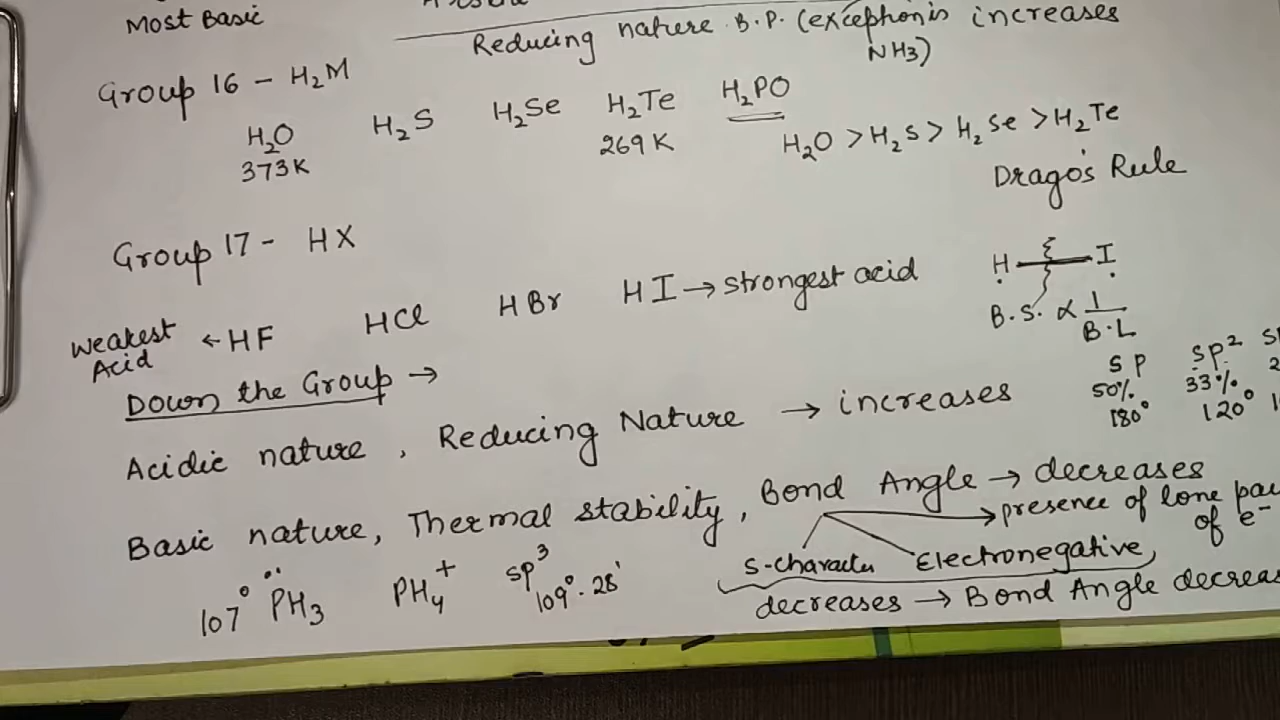 Most Basic
Reducing nature B.P. (exception is increases
NH3)
Group 16 - H2M
H2O H2S H2Se H2Te H2PO
373K 269K H2O > H2S > H2Se > H2Te
Drago's Rule
Group 17 - HX
Weakest Acid ← HF HCl HBr HI → strongest acid H I
B.S. ∝ 1/B.L
Down the Group →
Acidic nature, Reducing Nature → increases
sp sp2
50% 33%
180° 120°
Basic nature, Thermal stability, Bond Angle → decreases
→ presence of lone
of e-
S-character Electronegative,
decreases → Bond Angle
107° PH3 PH4+ sp3 109°.28'